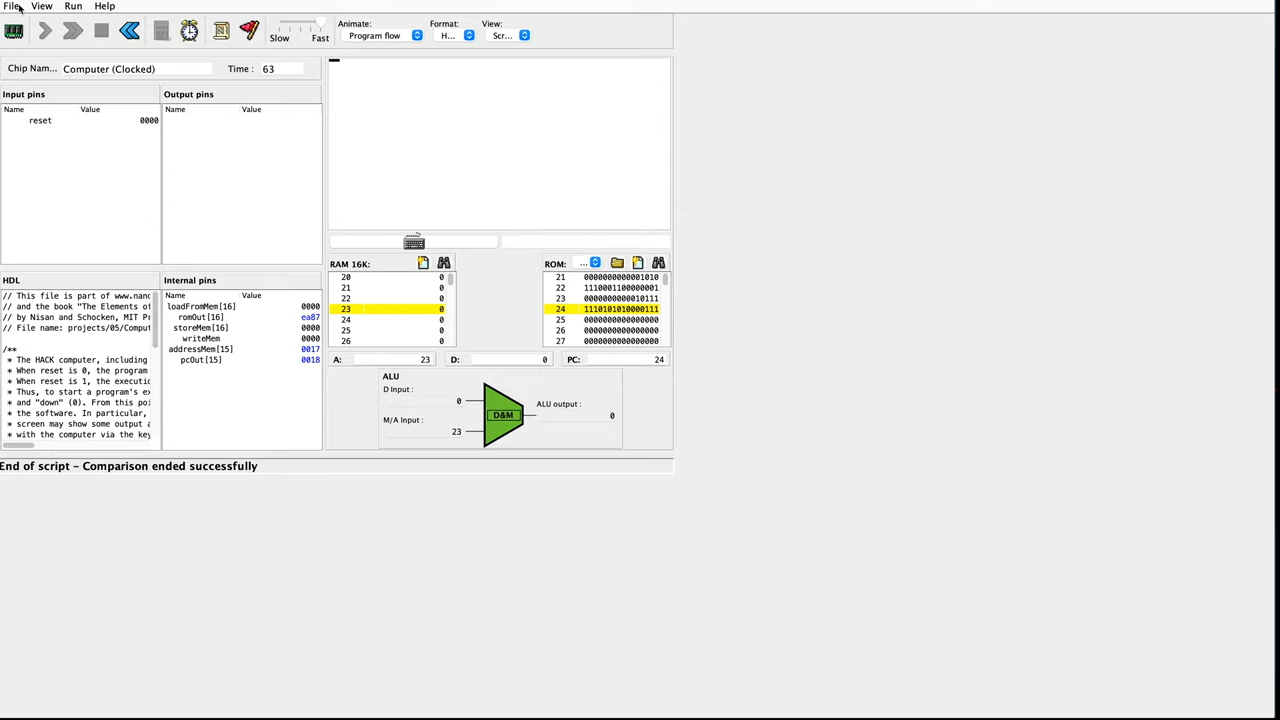 File View Run Help
Slow Fast
Animate: Format: View:
Program flow H... Scr...
Chip Nam... Computer (Clocked) Time : 63
Input pins
Name Value
reset 0000
Output pins
Name Value
HDL
// This file is part of www.nand
// and the book "The Elements of
// by Nisan and Schocken, MIT Pr
// File name: projects/05/Comput
/**
* The HACK computer, including
* When reset is 0, the program
* When reset is 1, the executio
* Thus, to start a program's ex
* and "down" (0). From this poi
* the software. In particular,
* screen may show some output a
* with the computer via the key
Internal pins
Name Value
loadFromMem[16] 0000
romOut[16] ea87
storeMem[16] 0000
writeMem 0000
addressMem[15] 0017
pcOut[15] 0018
RAM 16K:
20 0
21 0
22 0
23 0
24 0
25 0
26 0
ROM: ...
21 0000000000001010
22 1110001100000001
23 0000000000010111
24 1110101010000111
25 0000000000000000
26 0000000000000000
27 0000000000000000
A: 23 D: 0 PC: 24
ALU
D Input :
0
M/A Input :
23
D&M
ALU output :
0
End of script – Comparison ended successfully